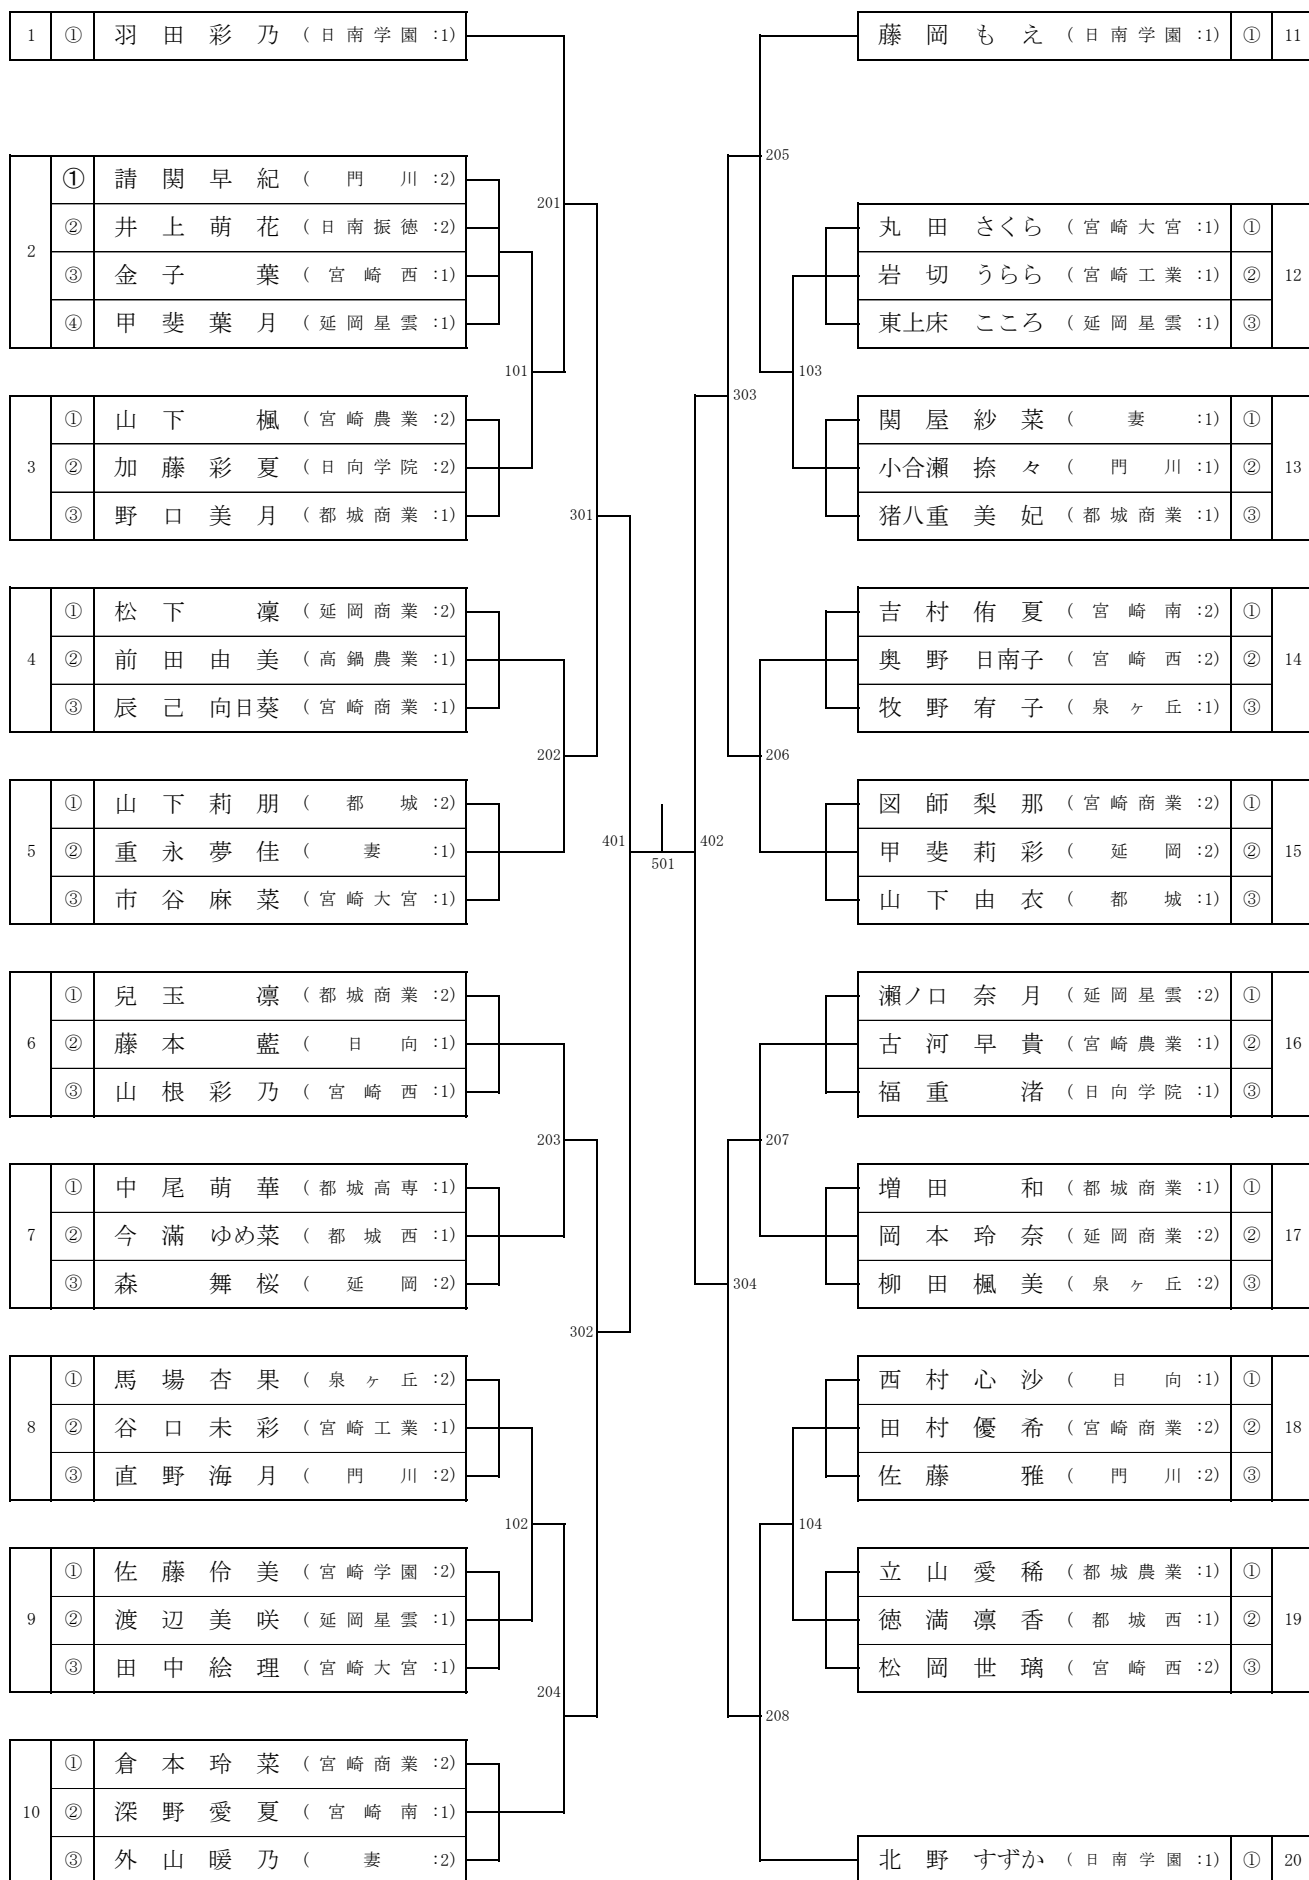 1 ① 羽田彩乃 (日南学園:1)
2
① 請関早紀 (門川:2)
② 井上萌花 (日南振徳:2)
③ 金子葉 (宮崎西:1)
④ 甲斐葉月 (延岡星雲:1)
3
① 山下楓 (宮崎農業:2)
② 加藤彩夏 (日向学院:2)
③ 野口美月 (都城商業:1)
4
① 松下凜 (延岡商業:2)
② 前田由美 (高鍋農業:1)
③ 辰己向日葵 (宮崎商業:1)
5
① 山下莉朋 (都城:2)
② 重永夢佳 (妻:1)
③ 市谷麻菜 (宮崎大宮:1)
6
① 兒玉凛 (都城商業:2)
② 藤本藍 (日向:1)
③ 山根彩乃 (宮崎西:1)
7
① 中尾萌華 (都城高専:1)
② 今満ゆめ菜 (都城西:1)
③ 森舞桜 (延岡:2)
8
① 馬場杏果 (泉ヶ丘:2)
② 谷口未彩 (宮崎工業:1)
③ 直野海月 (門川:2)
9
① 佐藤伶美 (宮崎学園:2)
② 渡辺美咲 (延岡星雲:1)
③ 田中絵理 (宮崎大宮:1)
10
① 倉本玲菜 (宮崎商業:2)
② 深野愛夏 (宮崎南:1)
③ 外山暖乃 (妻:2)
201
101
301
202
401
501
402
203
302
102
204
205
103
303
206
207
304
104
208
藤岡もえ (日南学園:1) ① 11
丸田さくら (宮崎大宮:1) ①
岩切うらら (宮崎工業:1) ②
東上床こころ (延岡星雲:1) ③
12
関屋紗菜 (妻:1) ①
小合瀬捺々 (門川:1) ②
猪八重美妃 (都城商業:1) ③
13
吉村侑夏 (宮崎南:2) ①
奥野日南子 (宮崎西:2) ②
牧野宥子 (泉ヶ丘:1) ③
14
図師梨那 (宮崎商業:2) ①
甲斐莉彩 (延岡:2) ②
山下由衣 (都城:1) ③
15
瀬ノ口奈月 (延岡星雲:2) ①
古河早貴 (宮崎農業:1) ②
福重渚 (日向学院:1) ③
16
増田和 (都城商業:1) ①
岡本玲奈 (延岡商業:2) ②
柳田楓美 (泉ヶ丘:2) ③
17
西村心沙 (日向:1) ①
田村優希 (宮崎商業:2) ②
佐藤雅 (門川:2) ③
18
立山愛稀 (都城農業:1) ①
徳満凛香 (都城西:1) ②
松岡世璃 (宮崎西:2) ③
19
北野すずか (日南学園:1) ① 20